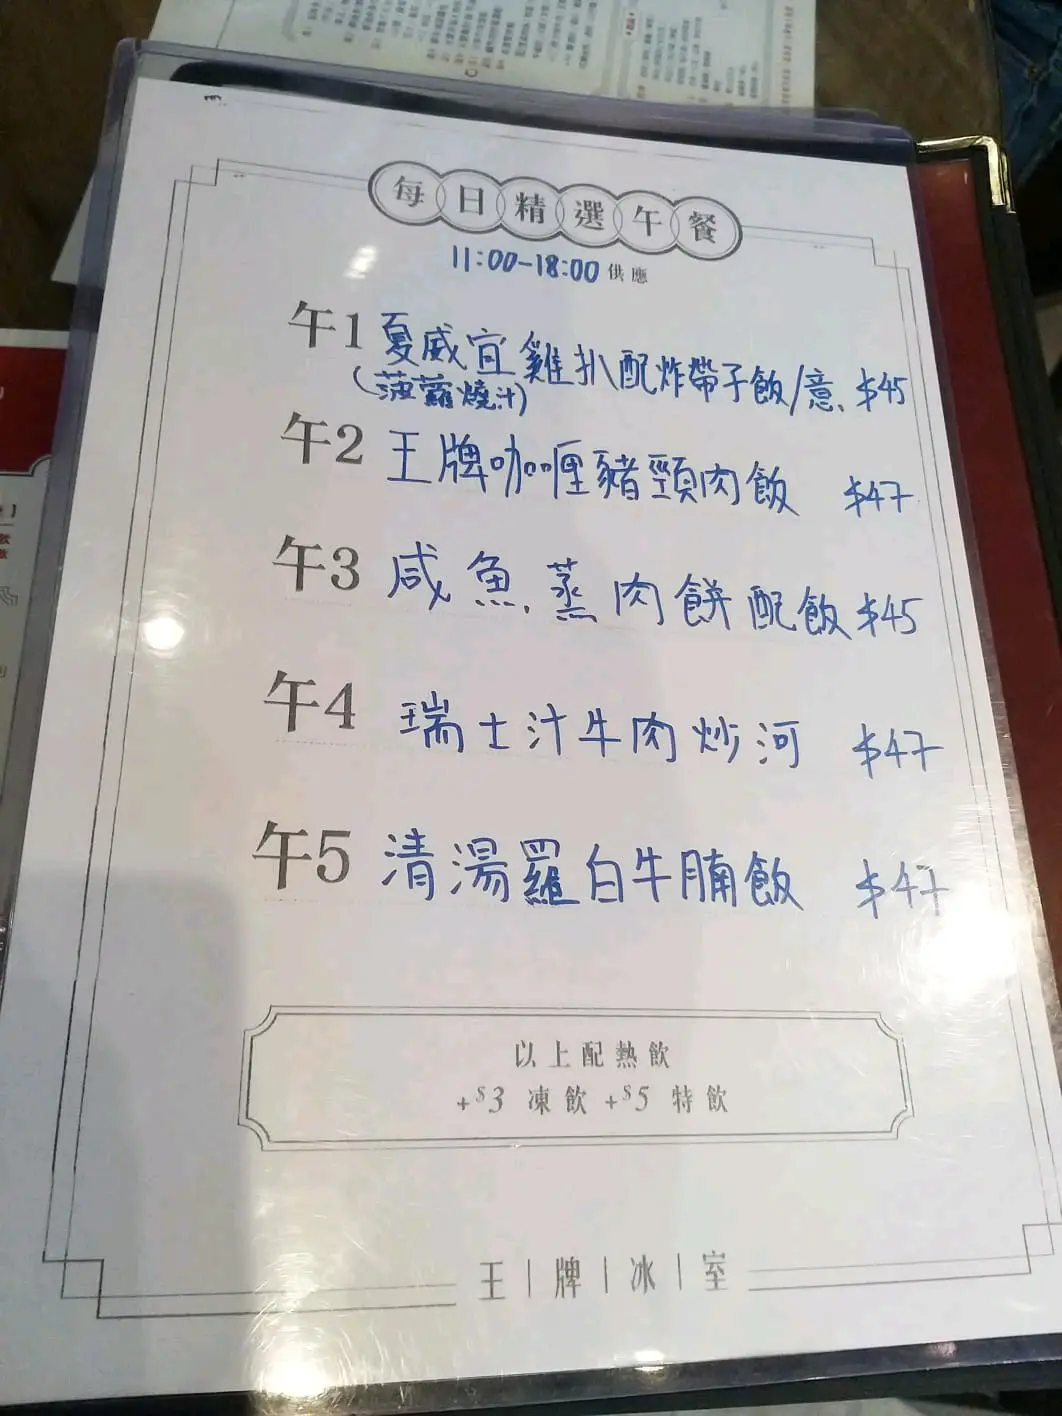 每日精選午餐
11:00-18:00 供應
午1 夏威宜雞扒配炸帶子飯/意 $45
(菠蘿燒汁)
午2 王牌咖喱豬頸肉飯 $47
午3 咸魚蒸肉餅配飯 $45
午4 瑞士汁牛肉炒河 $47
午5 清湯蘿白牛腩飯 $47
以上配熱飲
+$3 凍飲 +$5 特飲
王|牌|冰|室